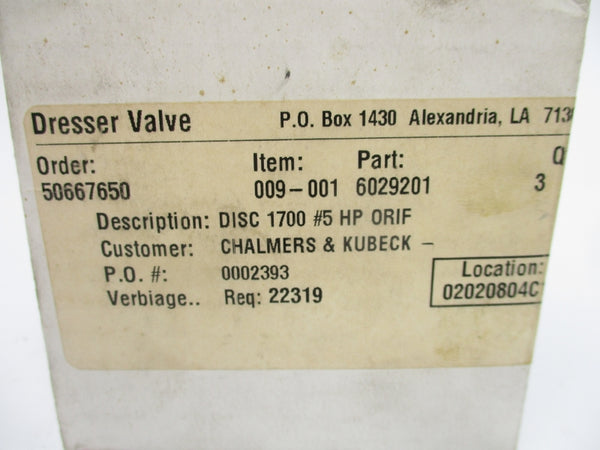 Dresser Valve P.O. Box 1430 Alexandria, LA 713
Order: Item: Part: Q
50667650 009-001 6029201 3
Description: DISC 1700 #5 HP ORIF
Customer: CHALMERS & KUBECK -
P.O. #: 0002393 Location:
Verbiage.. Req: 22319 02020804C